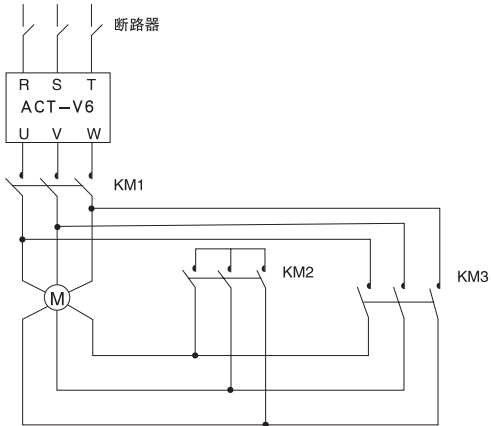 断路器
R S T
ACT-V6
U V W
KM1
KM2
KM3
M